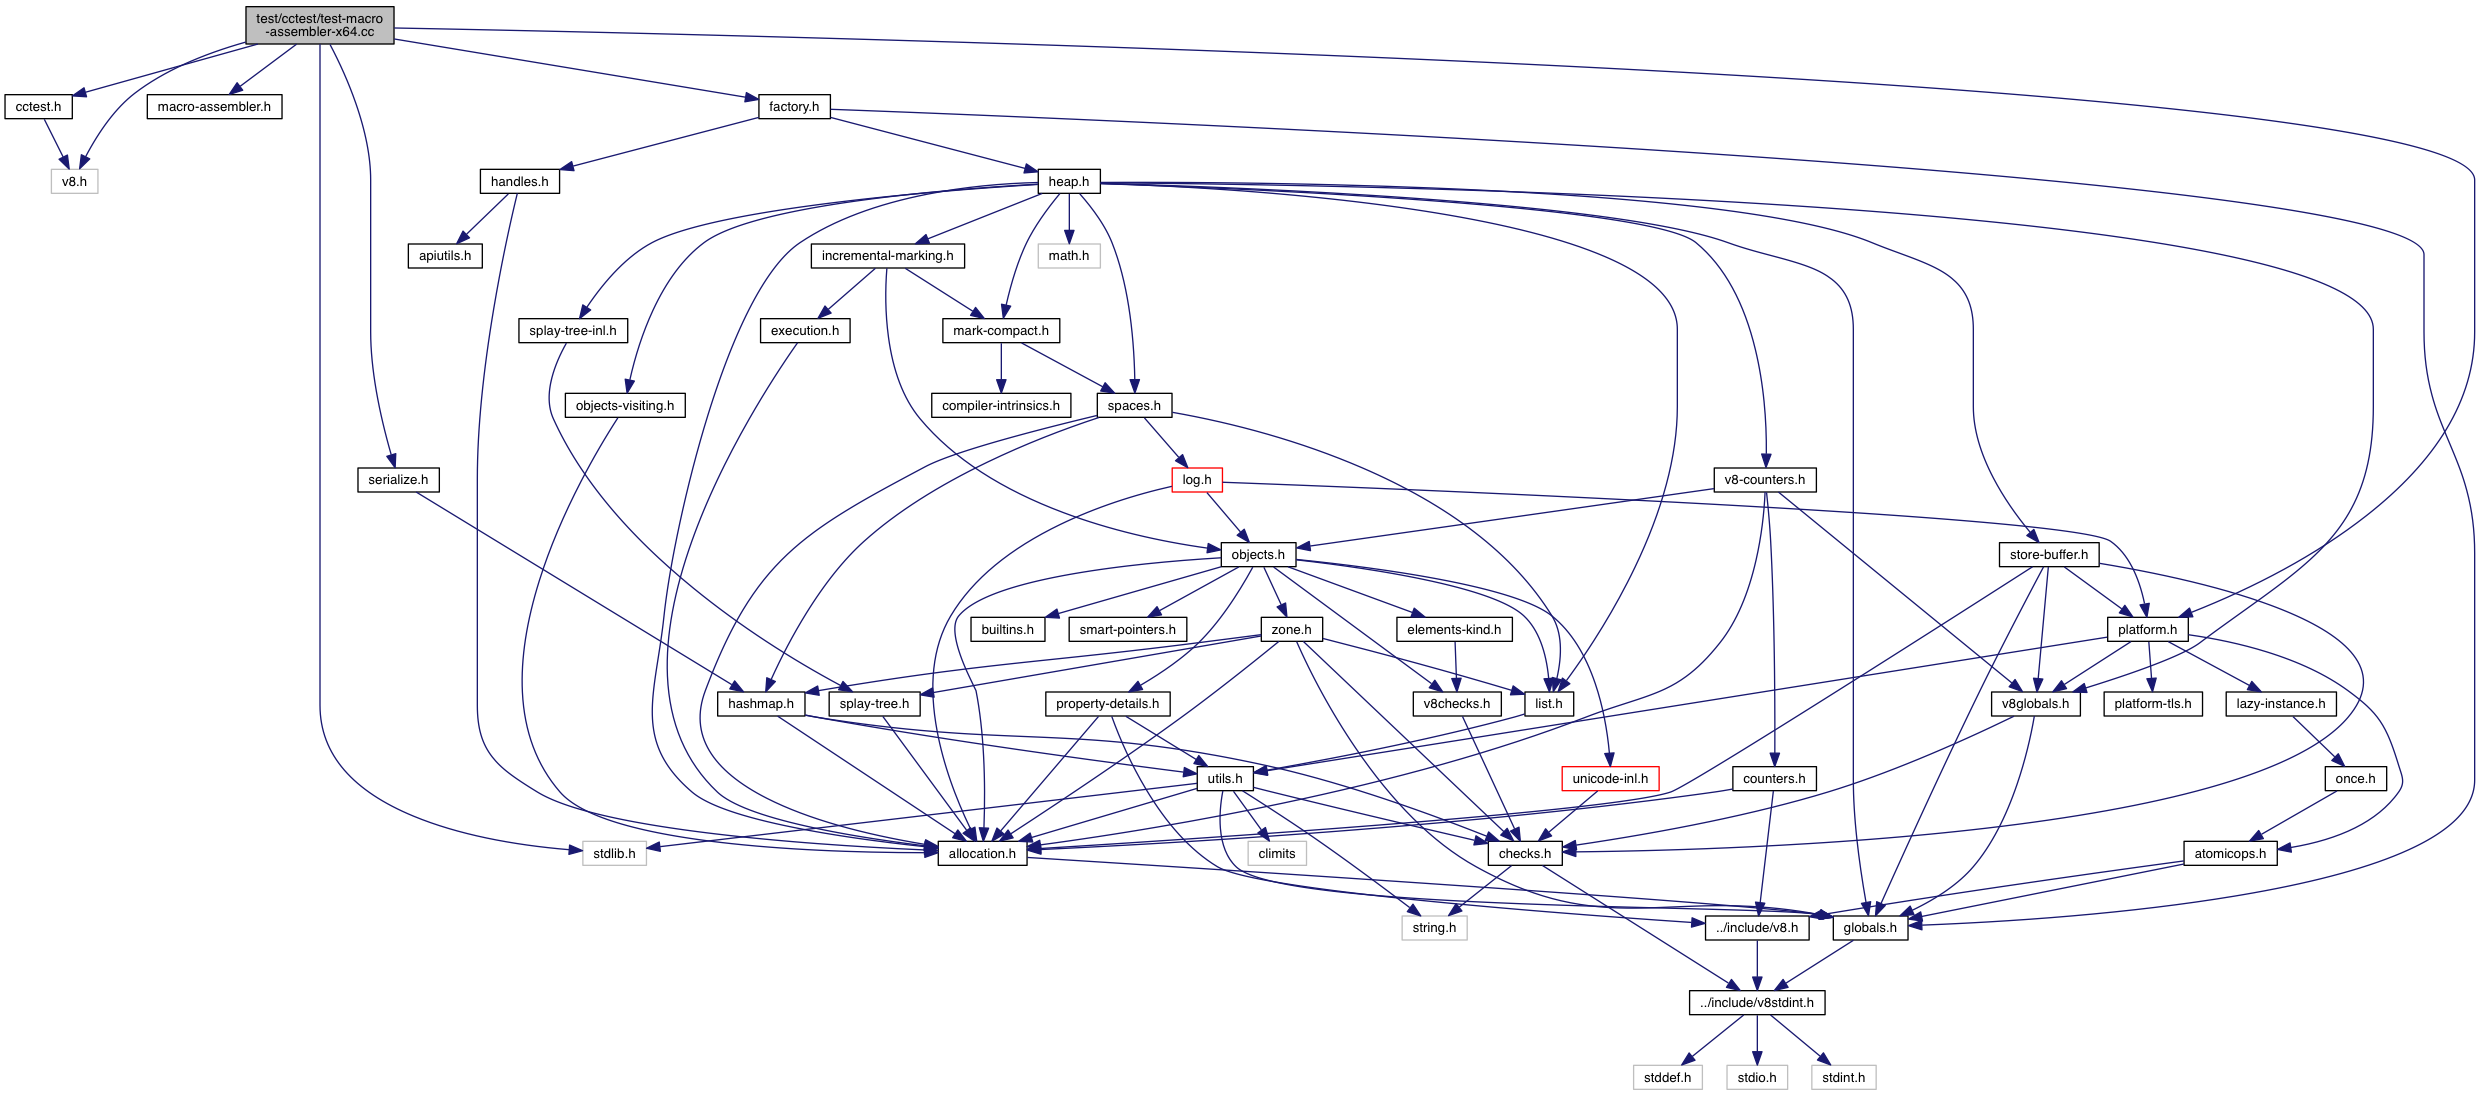 test/cctest/test-macro
-assembler-x64.cc
cctest.h
macro-assembler.h
factory.h
v8.h
handles.h
heap.h
apiutils.h
incremental-marking.h
math.h
splay-tree-inl.h
execution.h
mark-compact.h
objects-visiting.h
compiler-intrinsics.h
spaces.h
serialize.h
log.h
v8-counters.h
objects.h
store-buffer.h
builtins.h
smart-pointers.h
zone.h
elements-kind.h
platform.h
hashmap.h
splay-tree.h
property-details.h
v8checks.h
list.h
v8globals.h
platform-tls.h
lazy-instance.h
utils.h
unicode-inl.h
counters.h
once.h
stdlib.h
allocation.h
climits
checks.h
atomicops.h
string.h
../include/v8.h
globals.h
../include/v8stdint.h
stddef.h
stdio.h
stdint.h